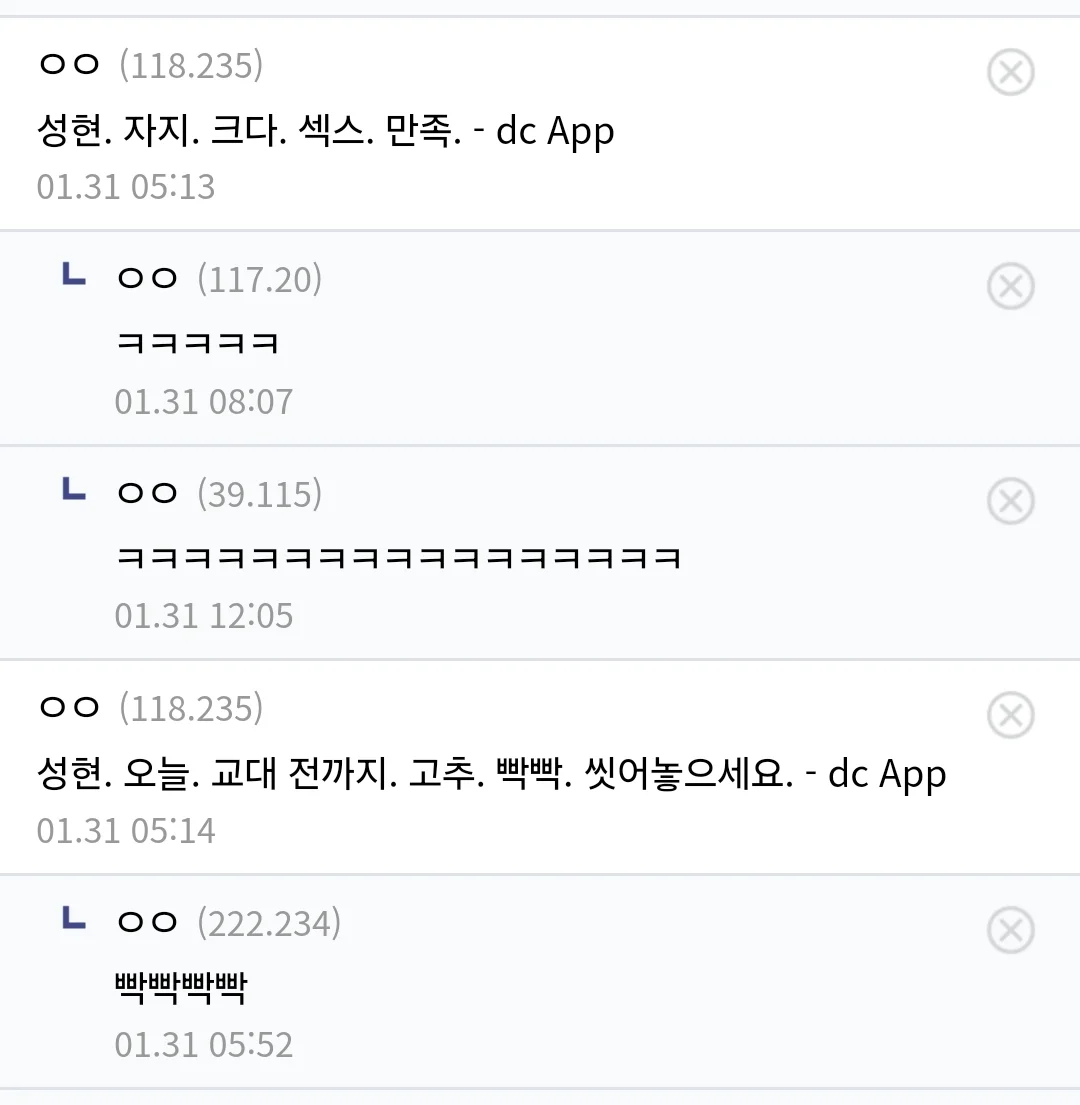 ㅇㅇ (118.235)
성현. 자지. 크다. 섹스. 만족. - dc App
01.31 05:13
ㅇㅇ (117.20)
ㅋㅋㅋㅋㅋ
01.31 08:07
ㅇㅇ (39.115)
ㅋㅋㅋㅋㅋㅋㅋㅋㅋㅋㅋㅋㅋㅋㅋㅋㅋ
01.31 12:05
ㅇㅇ (118.235)
성현. 오늘. 교대 전까지. 고추. 빡빡. 씻어놓으세요. - dc App
01.31 05:14
ㅇㅇ (222.234)
빡빡빡빡
01.31 05:52